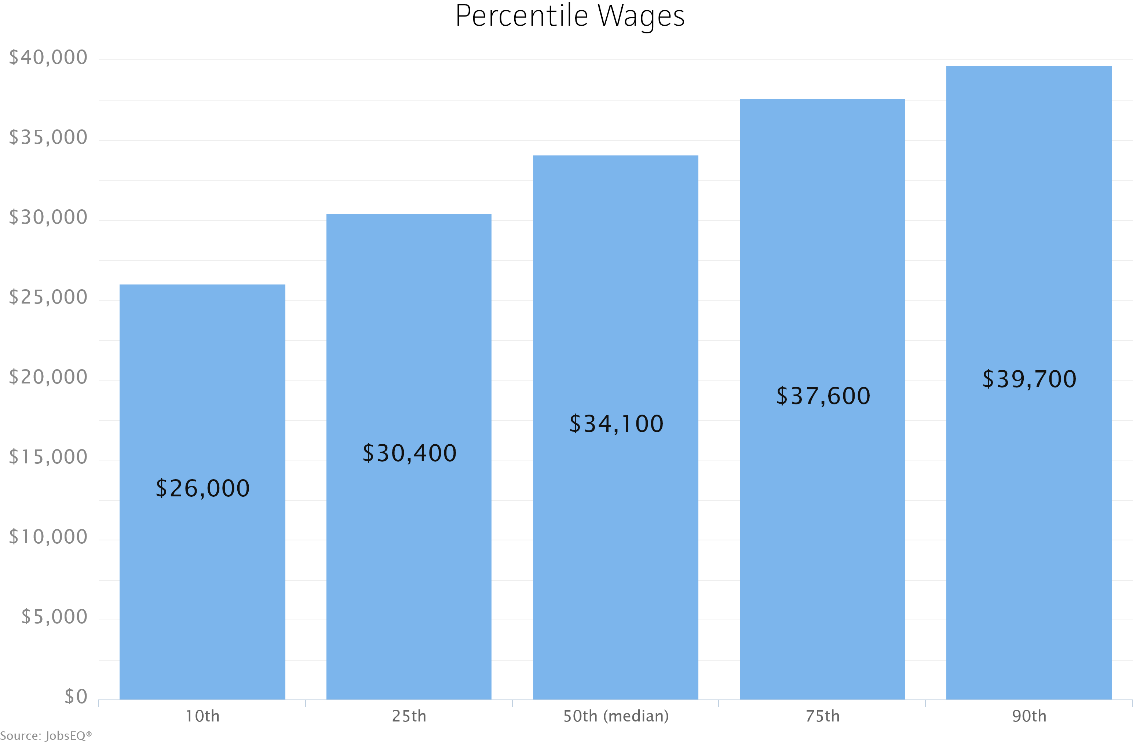 Percentile Wages
$40,000
$35,000
$30,000
$25,000
$20,000
$15,000
$10,000
$5,000
$0
$26,000
$30,400
$34,100
$37,600
$39,700
10th
25th
50th (median)
75th
90th
Source: JobsEQ®